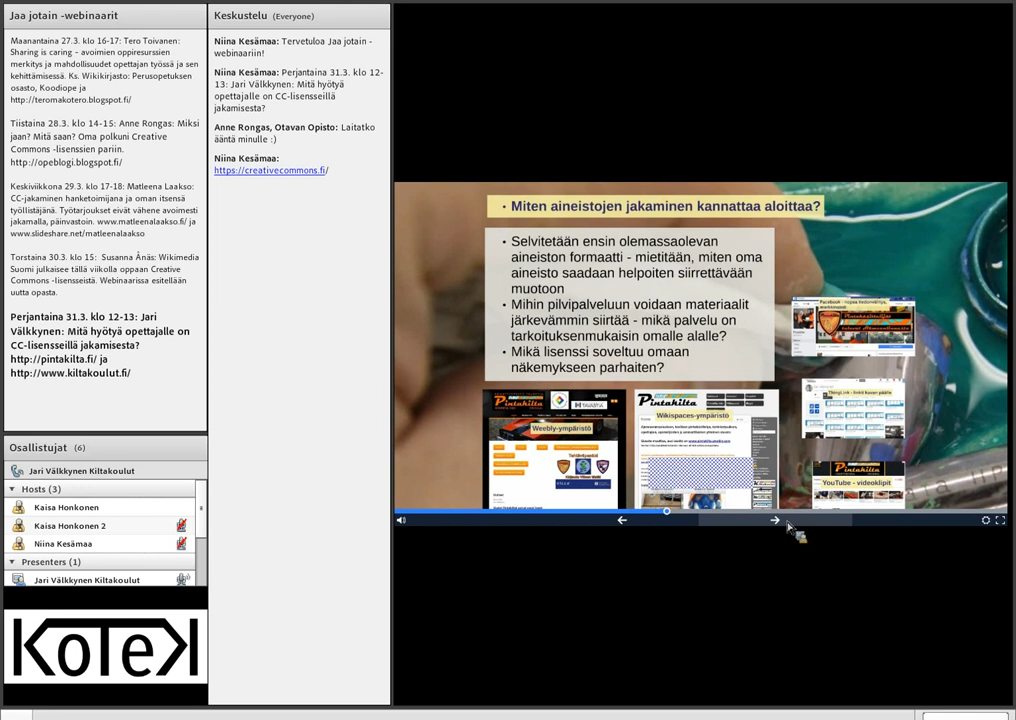 Jaa jotain -webinaarit
Maanantaina 27.3. klo 16-17: Tero Toivanen:
Sharing is caring - avoimien oppiresurssien
merkitys ja mahdollisuudet opettajan työssä ja sen
kehittämisessä. Ks. Wikikirjasto: Perusopetuksen
osasto, Koodiope ja
http://teromakotero.blogspot.fi/
Tiistaina 28.3. klo 14-15: Anne Rongas: Miksi
jaan? Mitä saan? Oma polkuni Creative
Commons -lisenssien pariin.
http://opeblogi.blogspot.fi/
Keskiviikkona 29.3. klo 17-18: Matleena Laakso:
CC-jakaminen hanketoimijana ja oman itsensä
työllistäjänä. Työtarjoukset eivät vähene avoimesti
jakamalla, päinvastoin. www.matleenalaakso.fi/ ja
www.slideshare.net/matleenalaakso
Torstaina 30.3. klo 15: Susanna Ånäs: Wikimedia
Suomi julkaisee tällä viikolla oppaan Creative
Commons -lisensseistä. Webinaarissa esitellään
uutta opasta.
Perjantaina 31.3. klo 12-13: Jari
Välkkynen: Mitä hyötyä opettajalle on
CC-lisensseillä jakamisesta?
http://pintakilta.fi/ ja
http://www.kiltakoulut.fi/
Osallistujat (6)
Jari Välkkynen Kiltakoulut
Hosts (3)
Kaisa Honkonen
Kaisa Honkonen 2
Niina Kesämaa
Presenters (1)
Jari Välkkynen Kiltakoulut
KoTeK
Keskustelu (Everyone)
Niina Kesämaa: Tervetuloa Jaa jotain -
webinaariin!
Niina Kesämaa: Perjantaina 31.3. klo 12-
13: Jari Välkkynen: Mitä hyötyä
opettajalle on CC-lisensseillä
jakamisesta?
Anne Rongas, Otavan Opisto: Laitatko
ääntä minulle :)
Niina Kesämaa:
https://creativecommons.fi/
• Miten aineistojen jakaminen kannattaa aloittaa?
• Selvitetään ensin olemassaolevan
aineiston formaatti - mietitään, miten oma
aineisto saadaan helpoiten siirrettävään
muotoon
• Mihin pilvipalveluun voidaan materiaalit
järkevämmin siirtää - mikä palvelu on
tarkoituksenmukaisin omalle alalle?
• Mikä lisenssi soveltuu omaan
näkemykseen parhaiten?
Pintakilta
Weebly-ympäristö
Pintakilta
Wikispaces-ympäristö
Pintakilta
YouTube - videoklipit